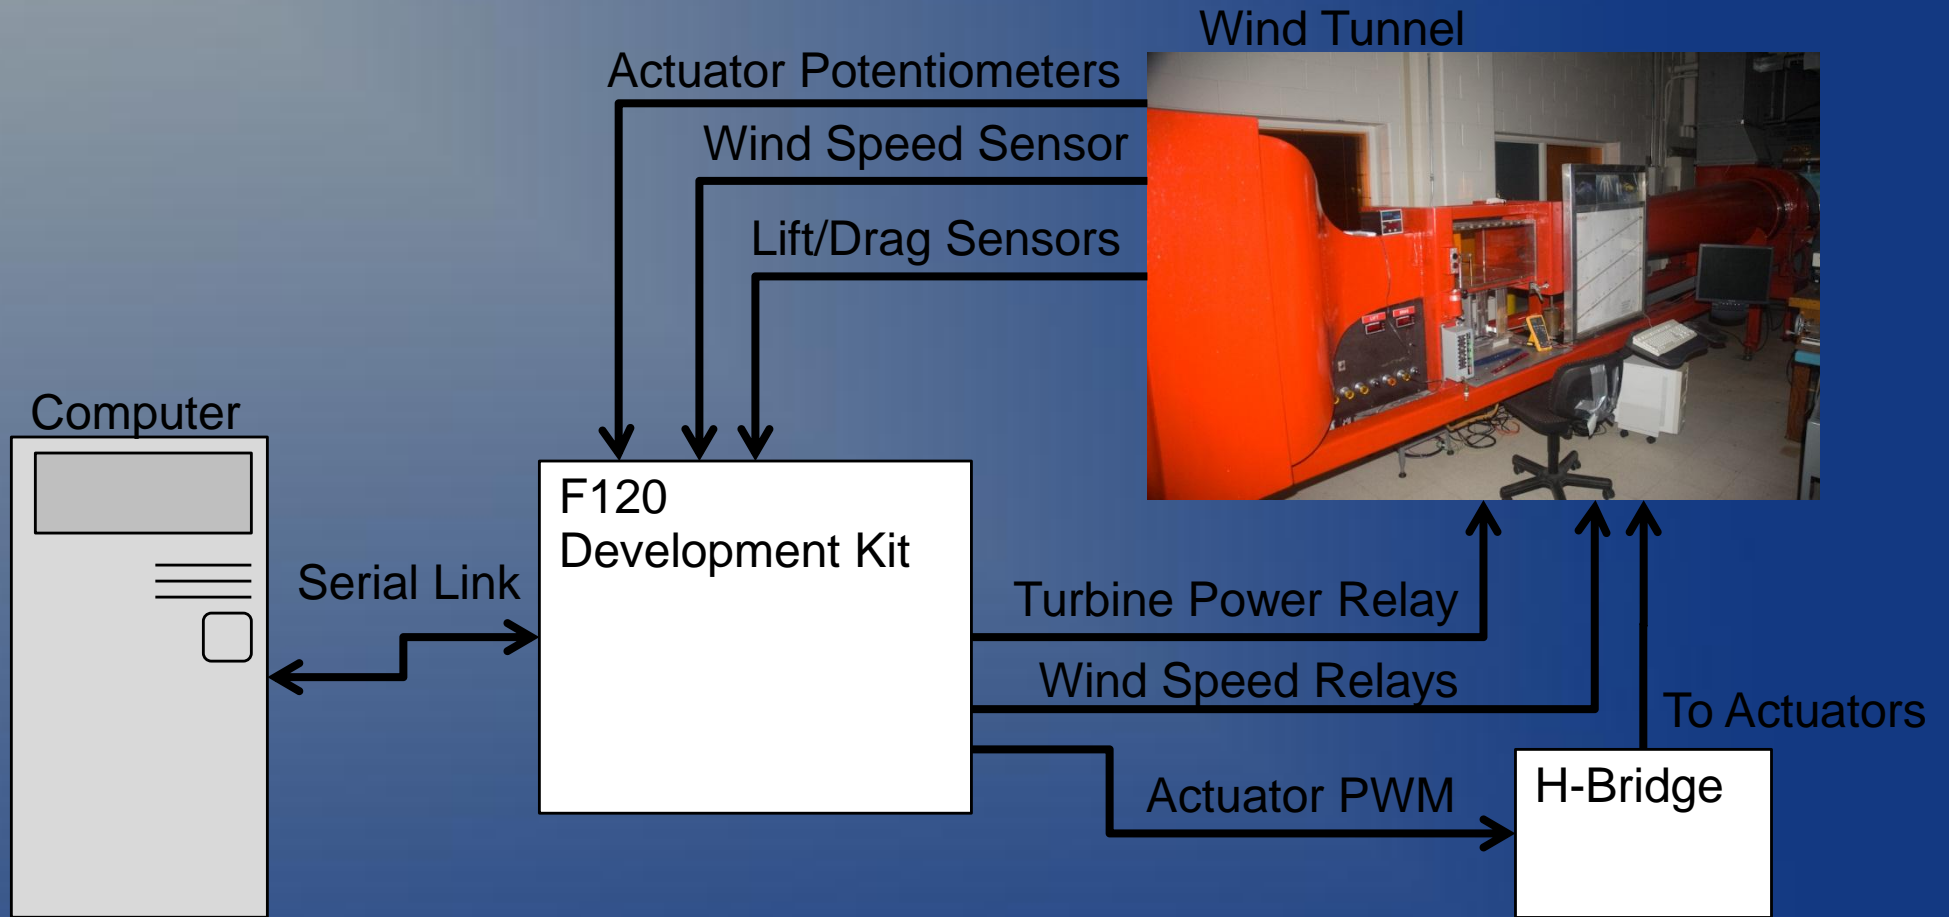 Wind Tunnel
Actuator Potentiometers
Wind Speed Sensor
Lift/Drag Sensors
Computer
F120
Development Kit
Serial Link
Turbine Power Relay
Wind Speed Relays
To Actuators
Actuator PWM
H-Bridge